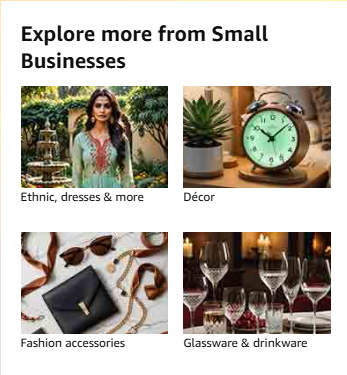 Explore more from Small
Businesses
Ethnic, dresses & more
Décor
Fashion accessories
Glassware & drinkware